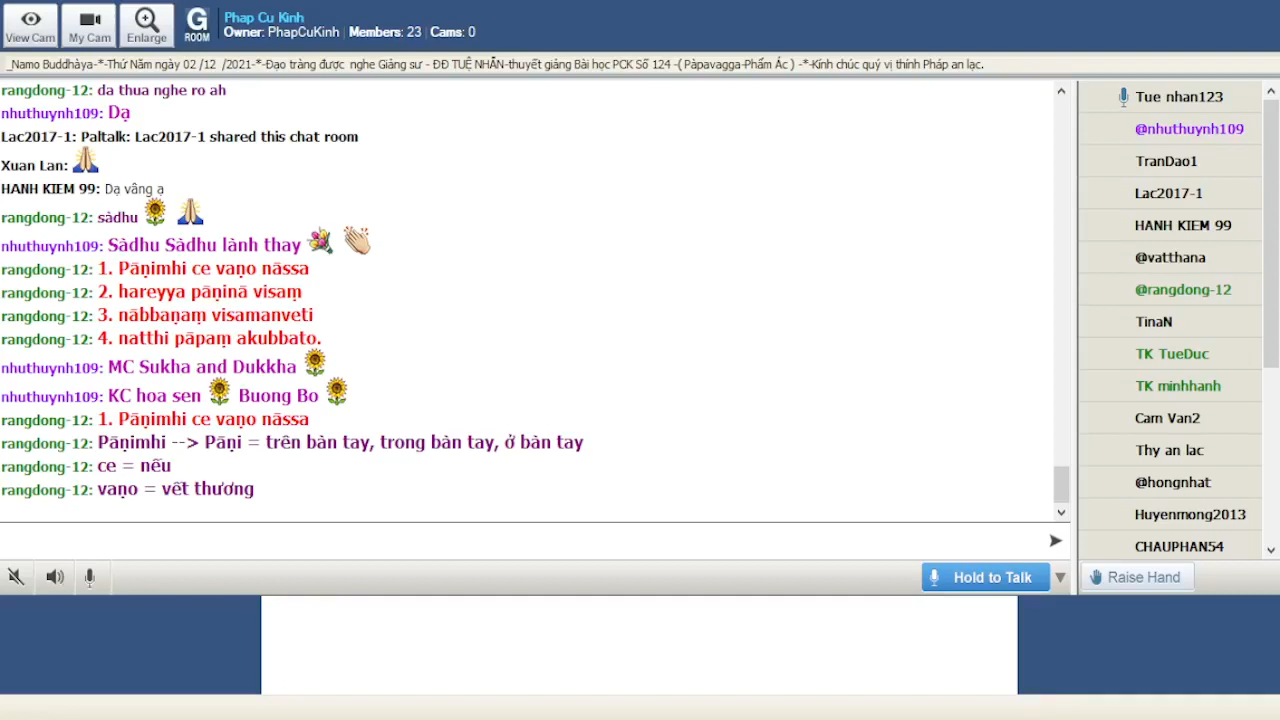 View Cam
My Cam
Enlarge
G
ROOM
Phap Cu Kinh
Owner: PhapCuKinh | Members: 23 | Cams: 0
_Namo Buddhàya-*-Thứ Năm ngày 02 /12 /2021-*-Đạo tràng được nghe Giảng sư - ĐĐ TUỆ NHẪN-thuyết giảng Bài học PCK Số 124 -( Pàpavagga-Phẩm Ác ) -*-Kính chúc quý vị thính Pháp an lạc.
rangdong-12: da thua nghe ro ah
nhuthuynh109: Dạ
Lac2017-1: Paltalk: Lac2017-1 shared this chat room
Xuan Lan:
HANH KIEM 99: Dạ vâng ạ
rangdong-12: sàdhu
nhuthuynh109: Sàdhu Sàdhu lành thay
rangdong-12: 1. Pāṇimhi ce vaṇo nāssa
rangdong-12: 2. hareyya pāṇinā visaṃ
rangdong-12: 3. nābbaṇaṃ visamanveti
rangdong-12: 4. natthi pāpaṃ akubbato.
nhuthuynh109: MC Sukha and Dukkha
nhuthuynh109: KC hoa sen Buong Bo
rangdong-12: 1. Pāṇimhi ce vaṇo nāssa
rangdong-12: Pāṇimhi --> Pāṇi = trên bàn tay, trong bàn tay, ở bàn tay
rangdong-12: ce = nếu
rangdong-12: vaṇo = vết thương
Tue nhan123
@nhuthuynh109
TranDao1
Lac2017-1
HANH KIEM 99
@vatthana
@rangdong-12
TinaN
TK TueDuc
TK minhhanh
Cam Van2
Thy an lac
@hongnhat
Huyenmong2013
CHAUPHAN54
Hold to Talk
Raise Hand